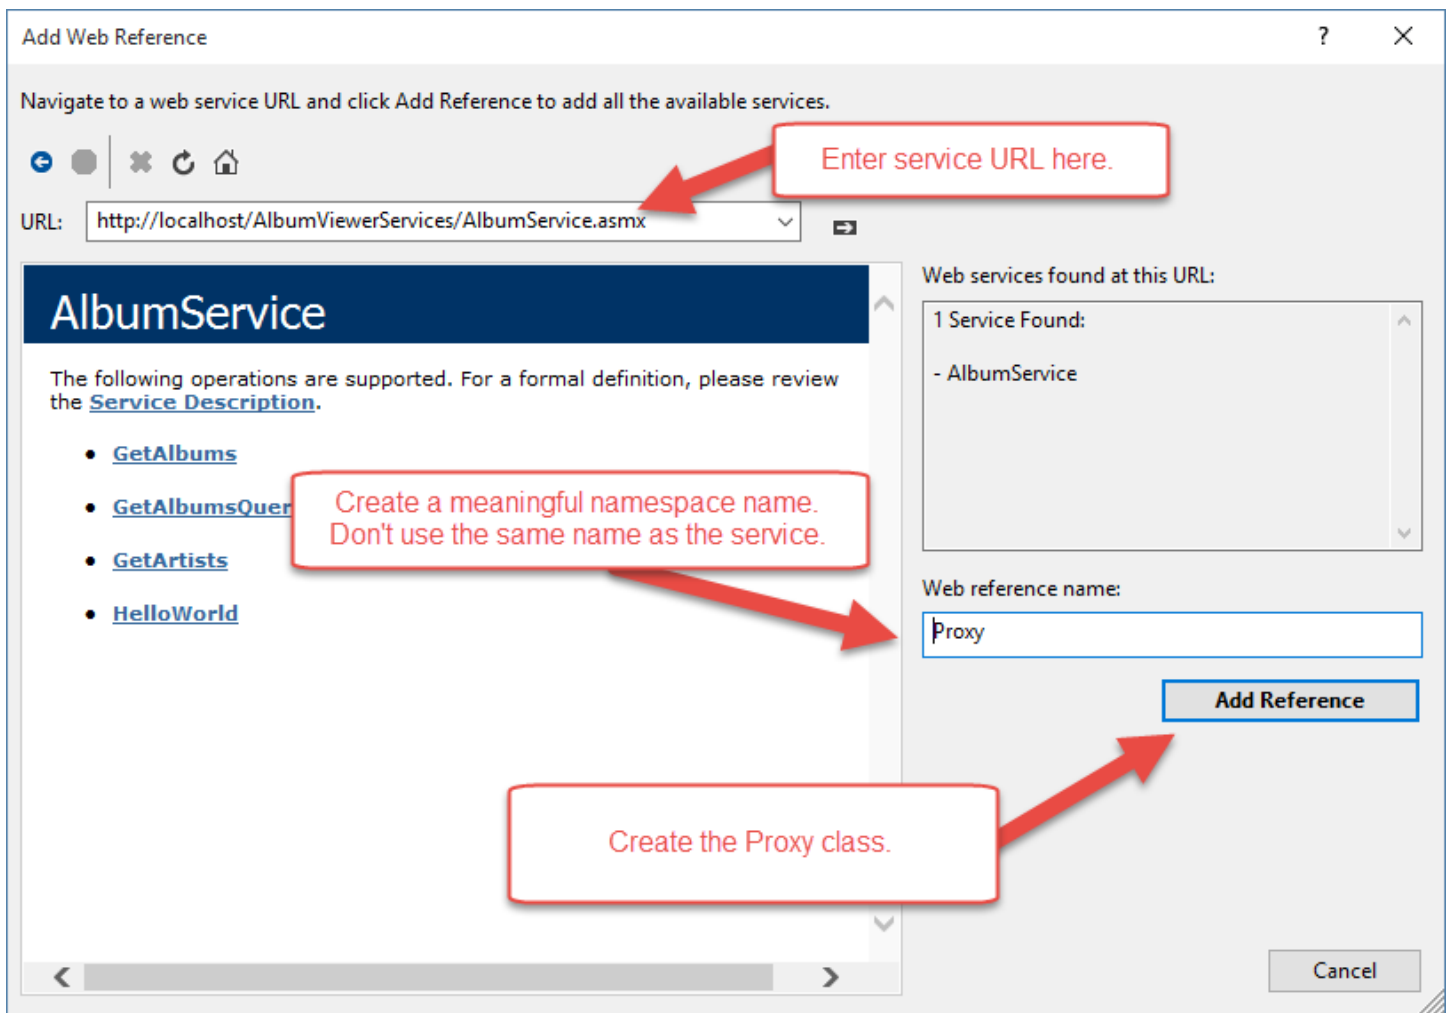 Add Web Reference
?
Navigate to a web service URL and click Add Reference to add all the available services.
Enter service URL here.
URL:
http://localhost/AlbumViewerServices/AlbumService.asmx
AlbumService
The following operations are supported. For a formal definition, please review
the Service Description.
GetAlbums
GetAlbumsQuer
GetArtists
HelloWorld
Web services found at this URL:
1 Service Found:
- AlbumService
Create a meaningful namespace name.
Don't use the same name as the service.
Web reference name:
Proxy
Add Reference
Create the Proxy class.
Cancel